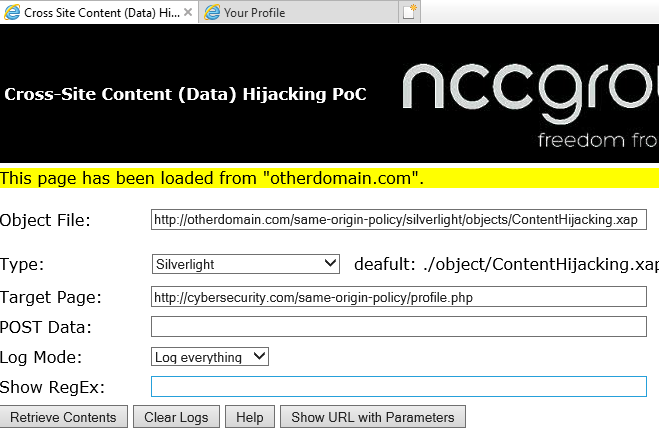 Cross Site Content (Data) Hi...
Your Profile
Cross-Site Content (Data) Hijacking PoC
nccgrou
freedom fro
This page has been loaded from "otherdomain.com".
Object File: http://otherdomain.com/same-origin-policy/silverlight/objects/ContentHijacking.xap
Type: Silverlight deafult: ./object/ContentHijacking.xap
Target Page: http://cybersecurity.com/same-origin-policy/profile.php
POST Data:
Log Mode: Log everything
Show RegEx:
Retrieve Contents Clear Logs Help Show URL with Parameters